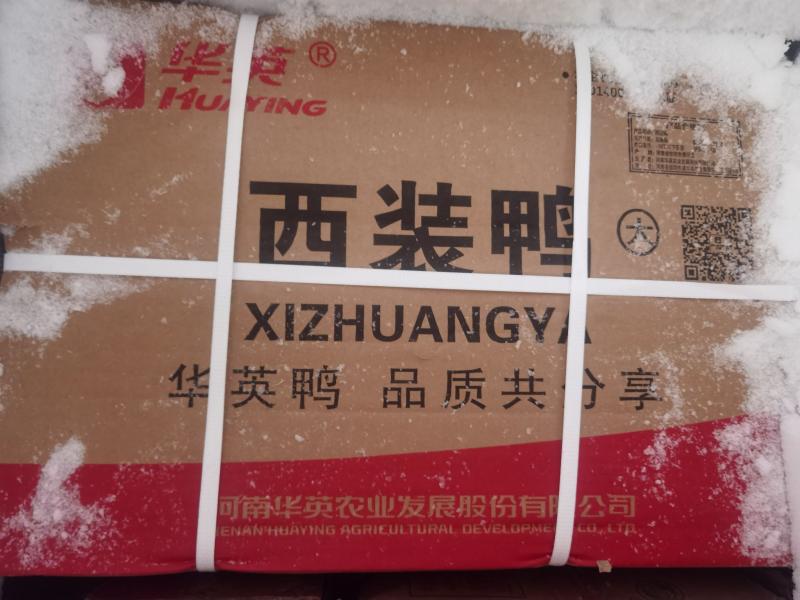 华英®
HUAYING
西装鸭
大
XIZHUANGYA
华英鸭 品质共分享
河南华英农业发展股份有限公司
HENAN HUAYING AGRICULTURAL DEVELOPMENT CO., LTD.